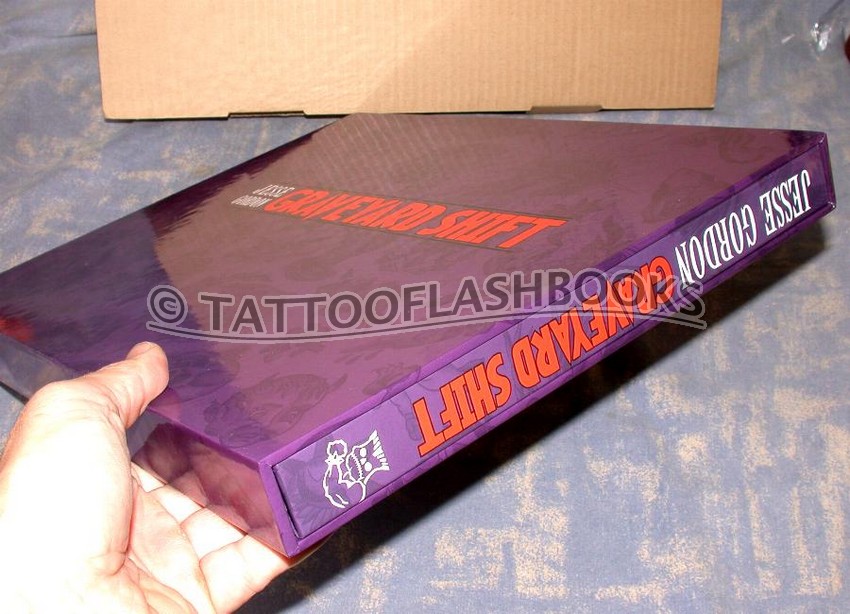 JESSE
GORDON
GRAVEYARD SHIFT
JESSE GORDON GRAVEYARD SHIFT
© TATTOOFLASHBOOKS